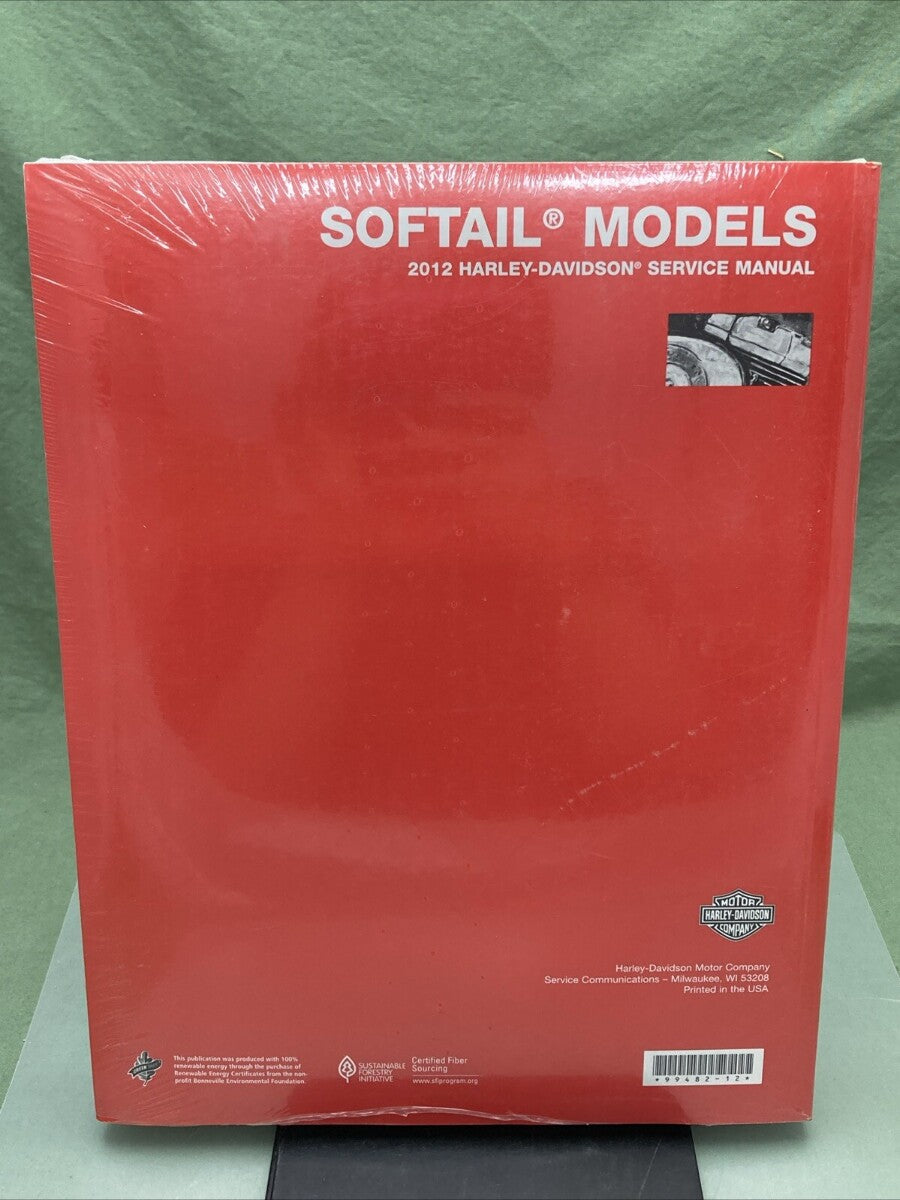 SOFTAIL® MODELS
2012 HARLEY-DAVIDSON® SERVICE MANUAL
MOTOR
HARLEY-DAVIDSON
COMPANY
Harley-Davidson Motor Company
Service Communications – Milwaukee, WI 53208
Printed in the USA
This publication was produced with 100%
renewable energy through the purchase of
Renewable Energy Certificates from the non-
profit Bonneville Environmental Foundation.
SUSTAINABLE
FORESTRY
INITIATIVE
Certified Fiber
Sourcing
www.sfiprogram.org
*99482-12*